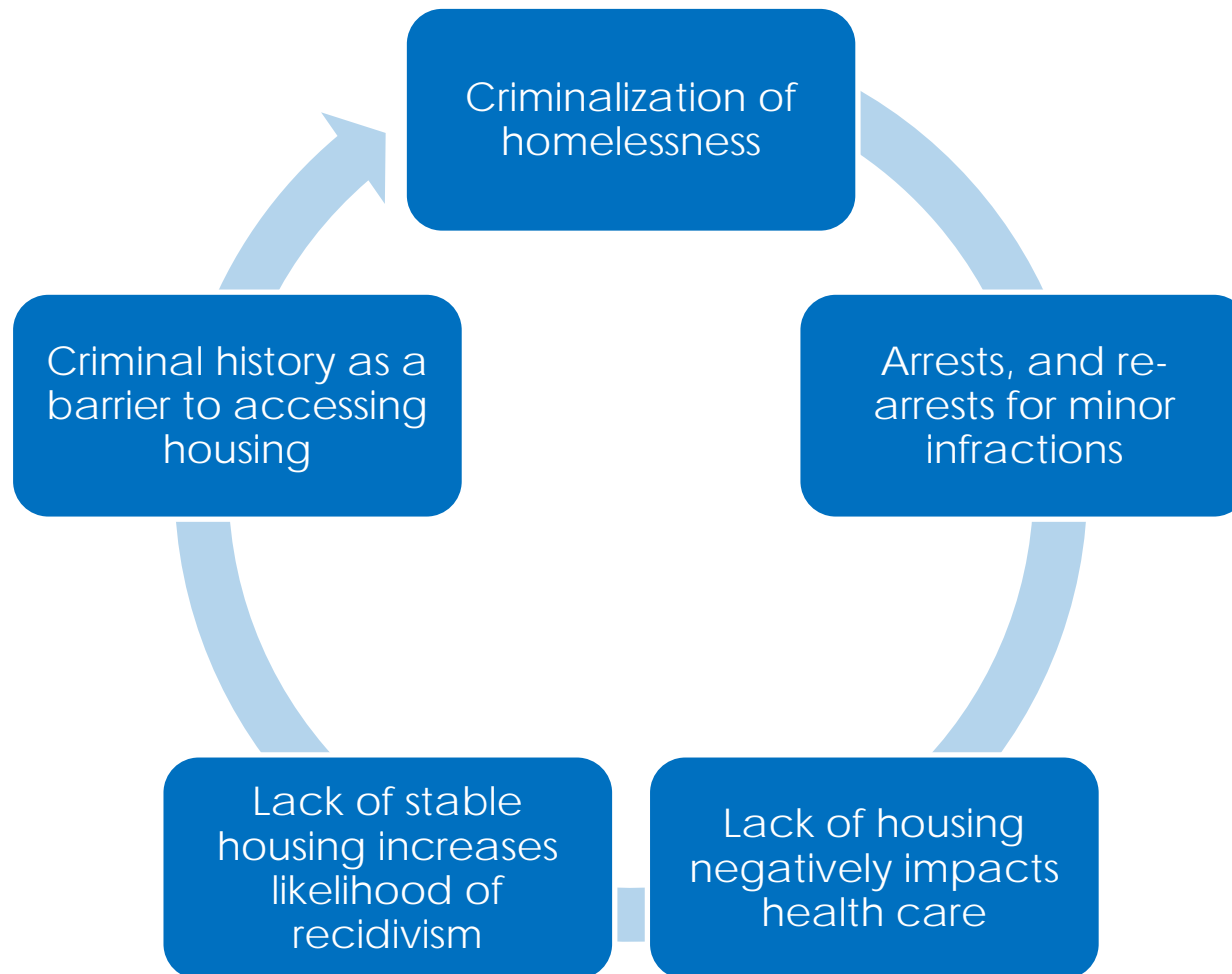 Criminalization of
homelessness
Arrests, and re-
arrests for minor
infractions
Lack of housing
negatively impacts
health care
Lack of stable
housing increases
likelihood of
recidivism
Criminal history as a
barrier to accessing
housing